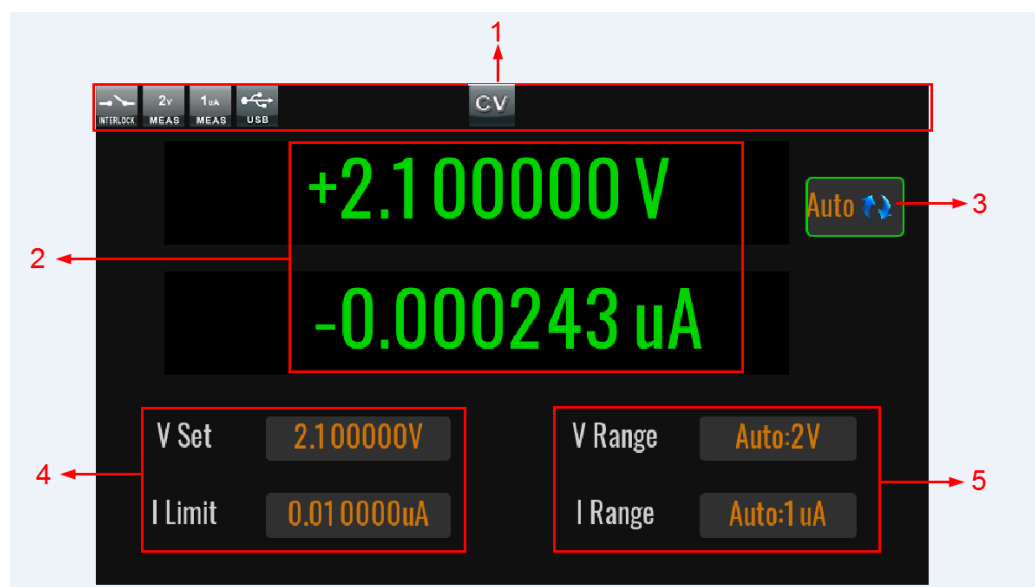 1
2V 1uA CV
INTERLOCK MEAS MEAS USB
+2.100000 V
Auto 3
2
-0.000243 uA
V Set 2.100000V V Range Auto:2V
4 5
I Limit 0.010000uA I Range Auto:1uA